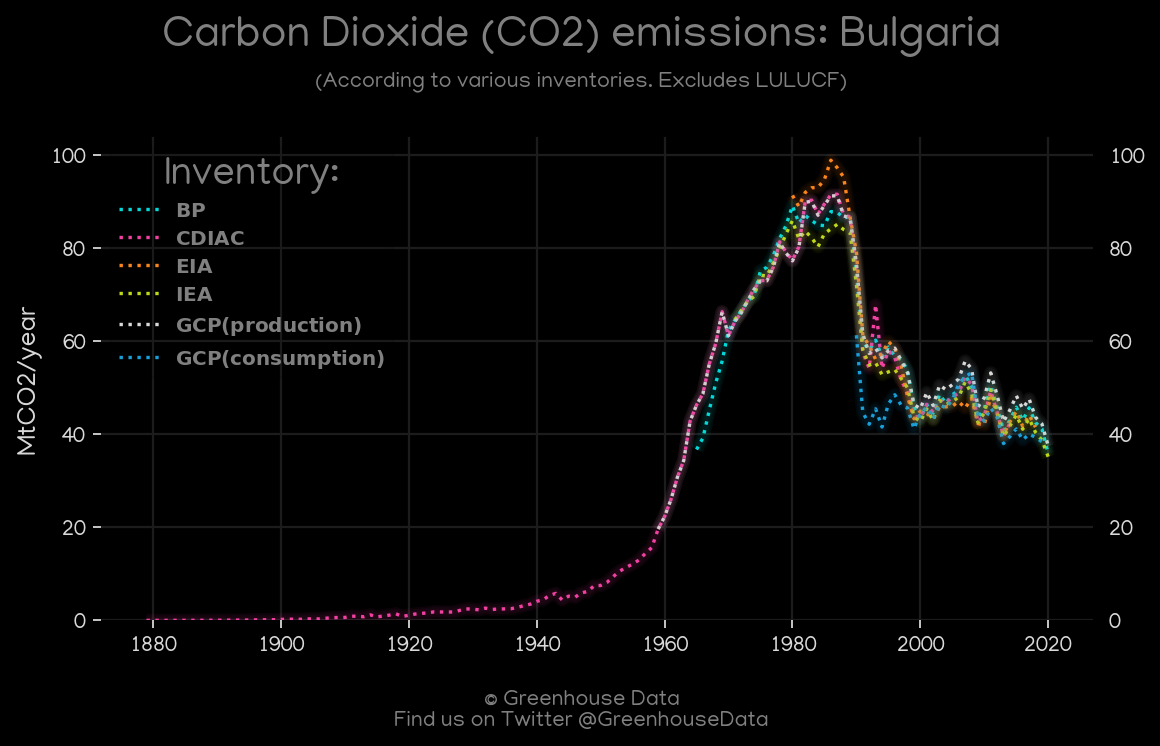 Carbon Dioxide (CO2) emissions: Bulgaria
(According to various inventories. Excludes LULUCF)
MtCO2/year
100
80
60
40
20
0
Inventory:
BP
CDIAC
EIA
IEA
GCP(production)
GCP(consumption)
100
80
60
40
20
0
1880 1900 1920 1940 1960 1980 2000 2020
© Greenhouse Data
Find us on Twitter @GreenhouseData